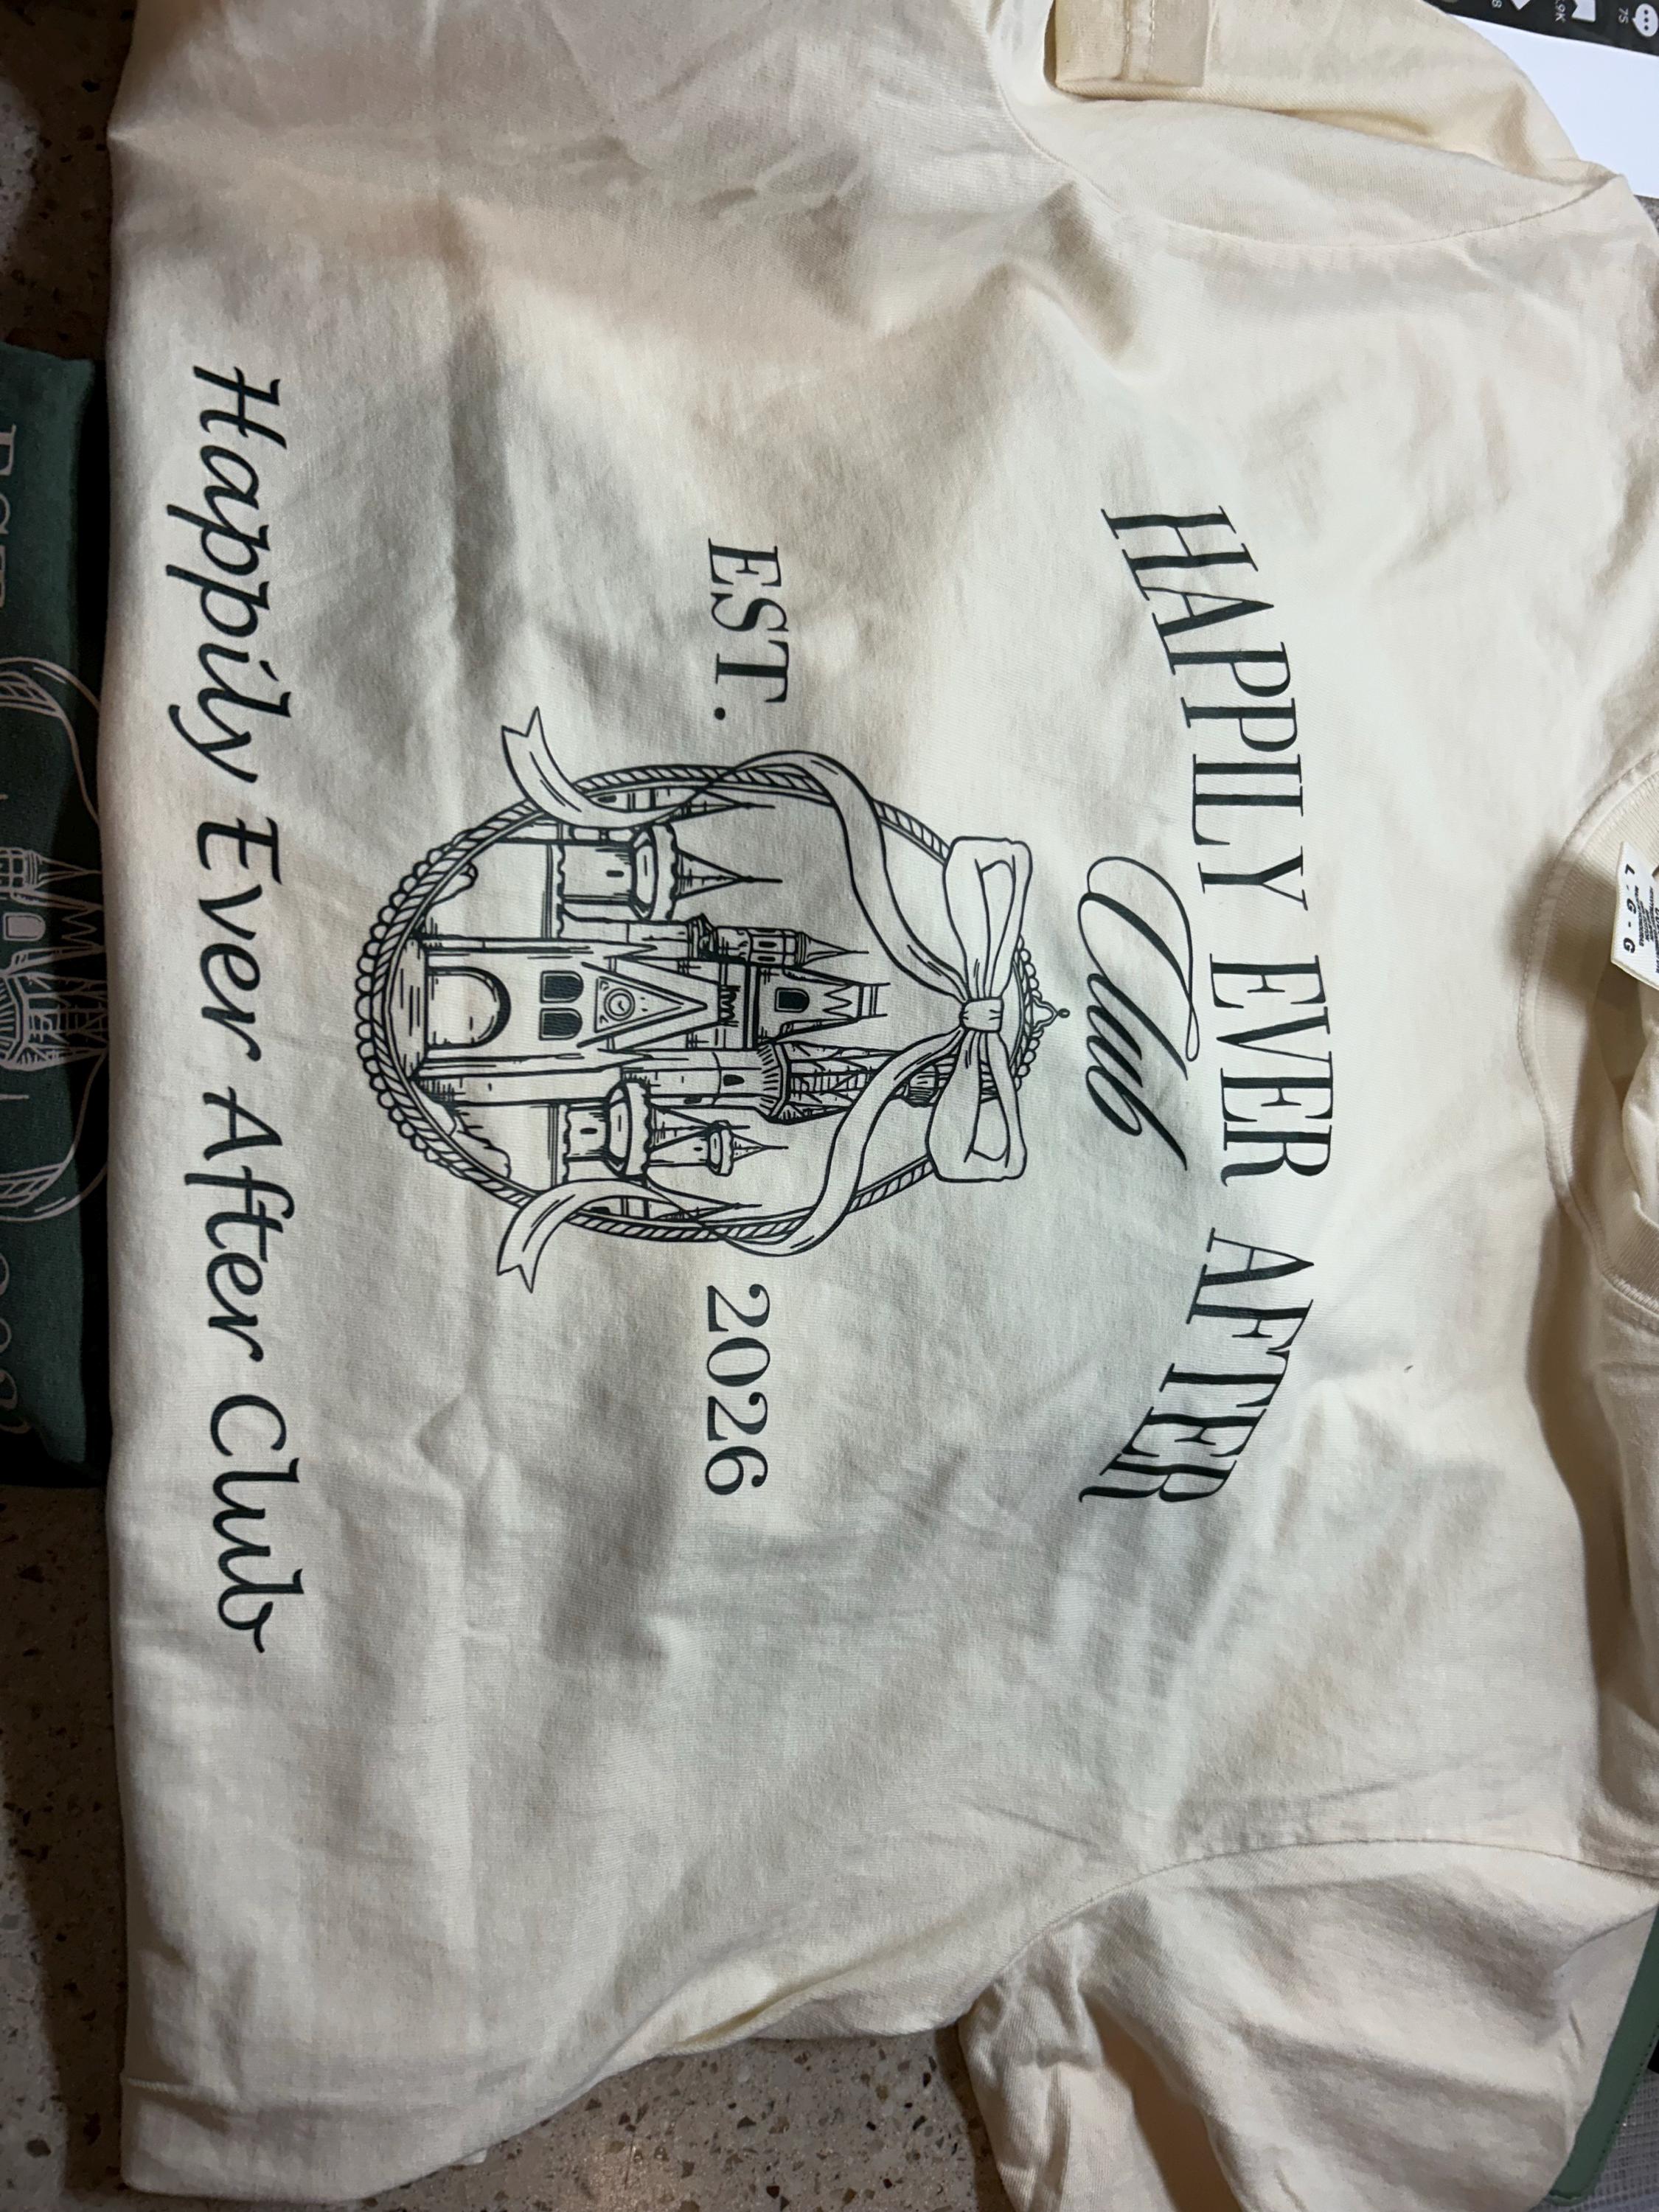 HAPPILY EVER AFTER
Club
EST. 2026
Happily Ever After Club
L - G - G